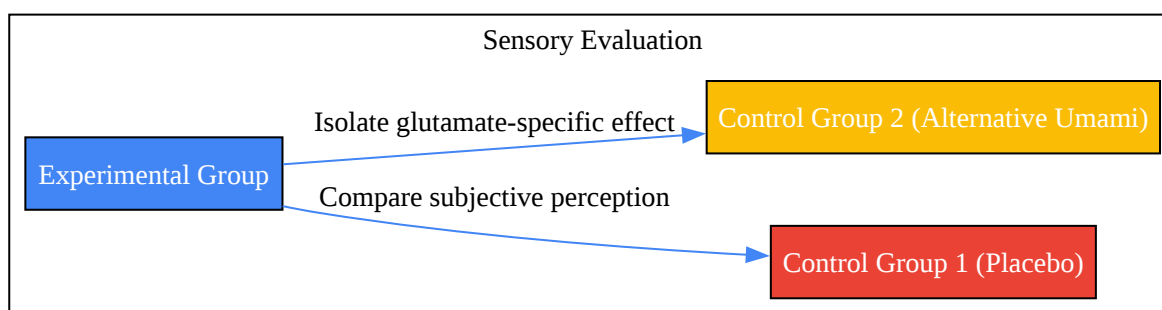 Sensory Evaluation
Isolate glutamate-specific effect
Control Group 2 (Alternative Umami)
Experimental Group
Compare subjective perception
Control Group 1 (Placebo)